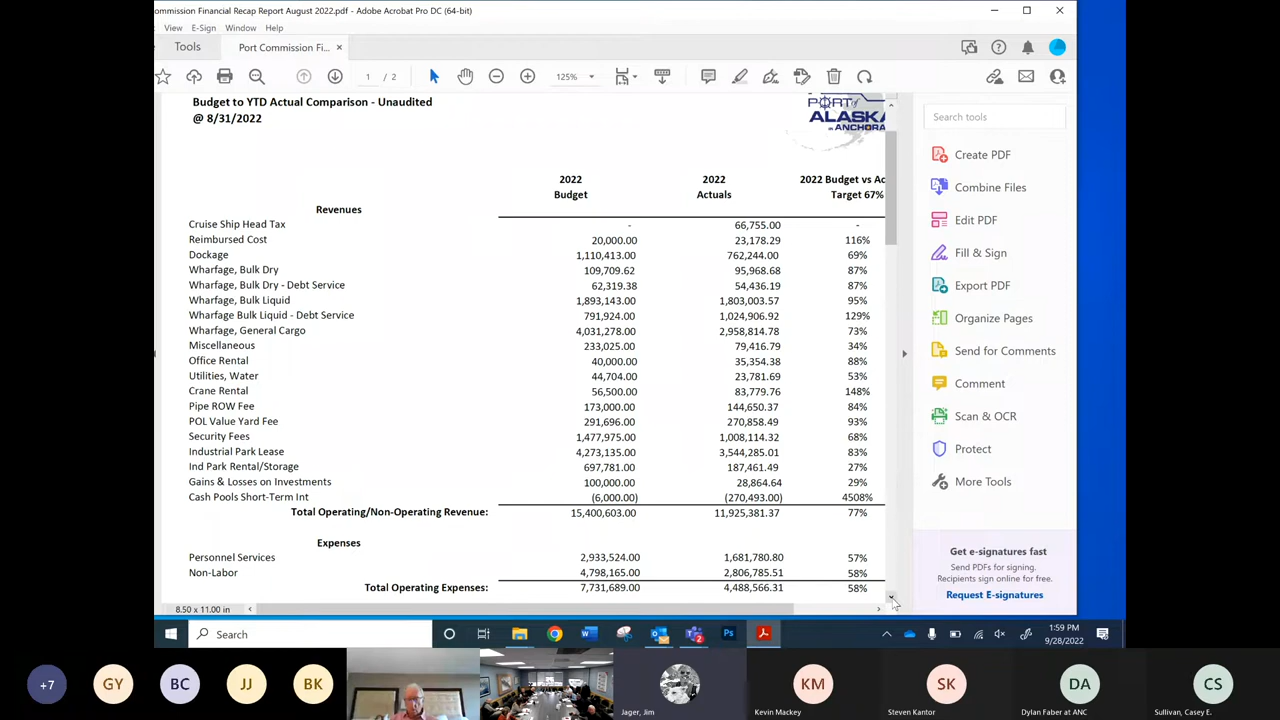 ommission Financial Recap Report August 2022.pdf - Adobe Acrobat Pro DC (64-bit)
View E-Sign Window Help
Tools Port Commission Fi... ×
1 / 2 125%
Budget to YTD Actual Comparison - Unaudited
@ 8/31/2022
PORT of
ALASKA
IN ANCHORA
2022 2022 2022 Budget vs Ac
Budget Actuals Target 67%
Revenues
Cruise Ship Head Tax - 66,755.00 -
Reimbursed Cost 20,000.00 23,178.29 116%
Dockage 1,110,413.00 762,244.00 69%
Wharfage, Bulk Dry 109,709.62 95,968.68 87%
Wharfage, Bulk Dry - Debt Service 62,319.38 54,436.19 87%
Wharfage, Bulk Liquid 1,893,143.00 1,803,003.57 95%
Wharfage Bulk Liquid - Debt Service 791,924.00 1,024,906.92 129%
Wharfage, General Cargo 4,031,278.00 2,958,814.78 73%
Miscellaneous 233,025.00 79,416.79 34%
Office Rental 40,000.00 35,354.38 88%
Utilities, Water 44,704.00 23,781.69 53%
Crane Rental 56,500.00 83,779.76 148%
Pipe ROW Fee 173,000.00 144,650.37 84%
POL Value Yard Fee 291,696.00 270,858.49 93%
Security Fees 1,477,975.00 1,008,114.32 68%
Industrial Park Lease 4,273,135.00 3,544,285.01 83%
Ind Park Rental/Storage 697,781.00 187,461.49 27%
Gains & Losses on Investments 100,000.00 28,864.64 29%
Cash Pools Short-Term Int (6,000.00) (270,493.00) 4508%
Total Operating/Non-Operating Revenue: 15,400,603.00 11,925,381.37 77%
Expenses
Personnel Services 2,933,524.00 1,681,780.80 57%
Non-Labor 4,798,165.00 2,806,785.51 58%
Total Operating Expenses: 7,731,689.00 4,488,566.31 58%
8.50 x 11.00 in
Search tools
Create PDF
Combine Files
Edit PDF
Fill & Sign
Export PDF
Organize Pages
Send for Comments
Comment
Scan & OCR
Protect
More Tools
Get e-signatures fast
Send PDFs for signing.
Recipients sign online for free.
Request E-signatures
Search
1:59 PM
9/28/2022
+7 GY BC JJ BK KM SK DA CS
Jager, Jim Kevin Mackey Steven Kantor Dylan Faber at ANC Sullivan, Casey E.